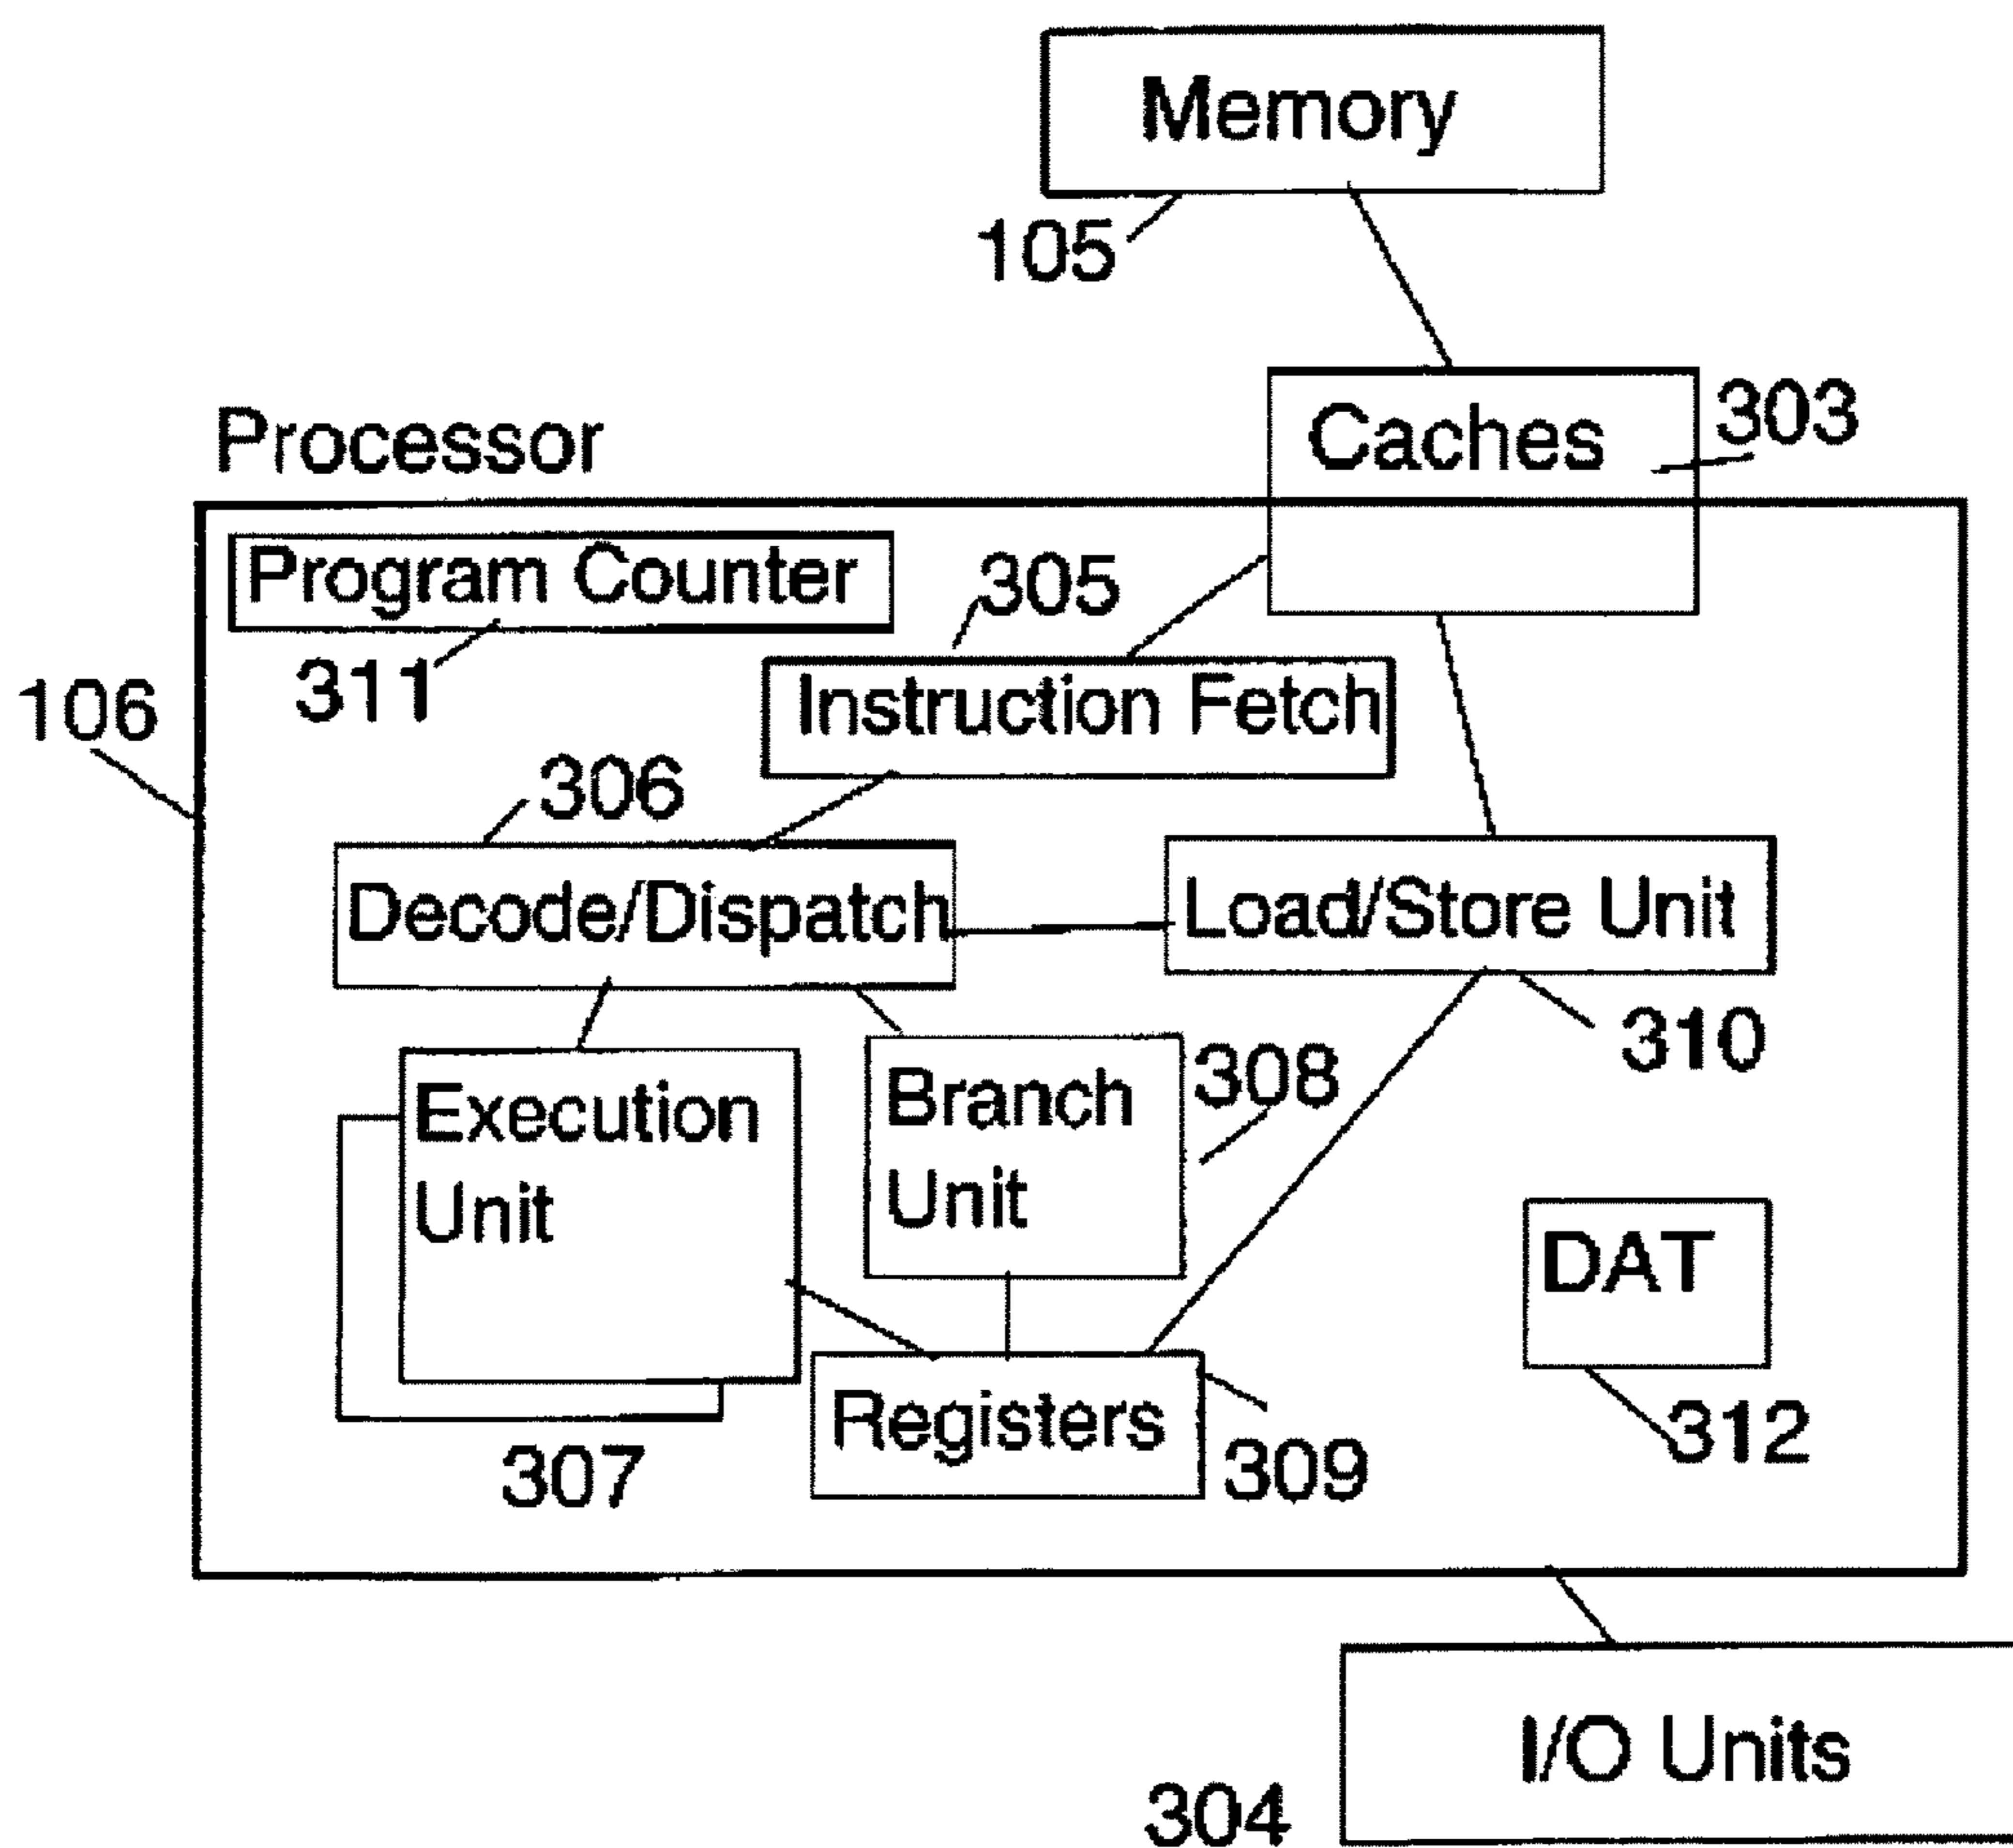 Memory
105
Caches
303
Processor
Program Counter
305
311
Instruction Fetch
106
306
Decode/Dispatch
Load/Store Unit
310
Execution
Unit
Branch
Unit
308
DAT
312
Registers
307
309
I/O Units
304